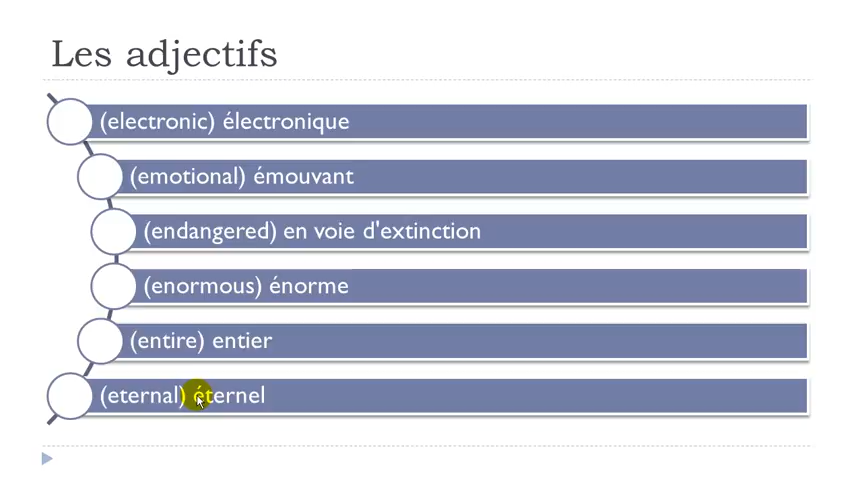 Les adjectifs
(electronic) électronique
(emotional) émouvant
(endangered) en voie d'extinction
(enormous) énorme
(entire) entier
(eternal) éternel